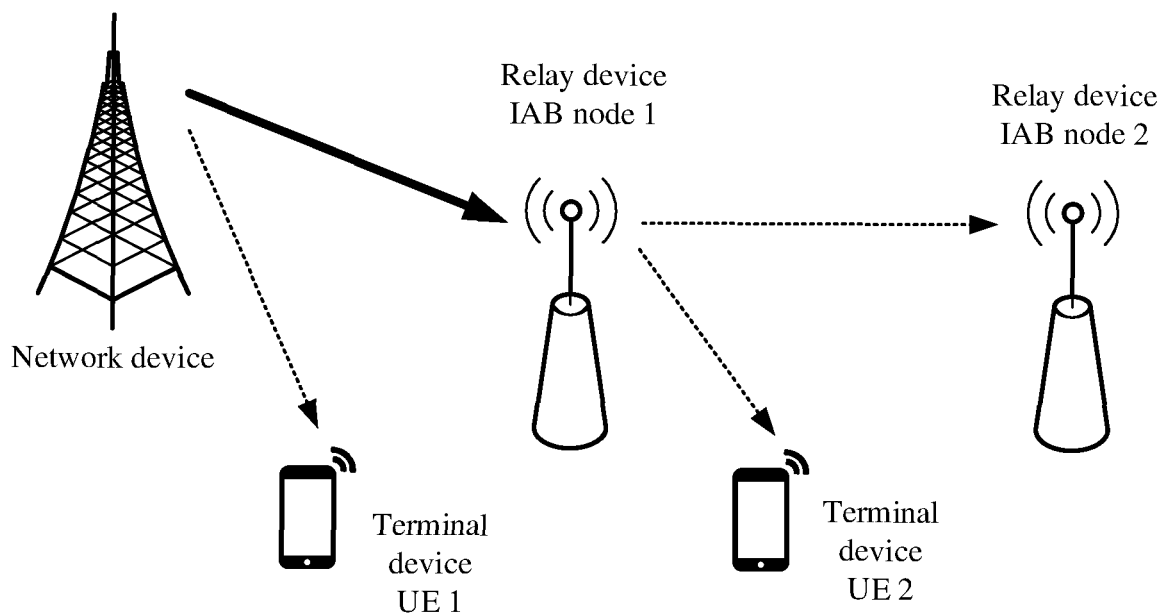 Relay device
IAB node 1
Relay device
IAB node 2
Network device
Terminal
device
UE 1
Terminal
device
UE 2